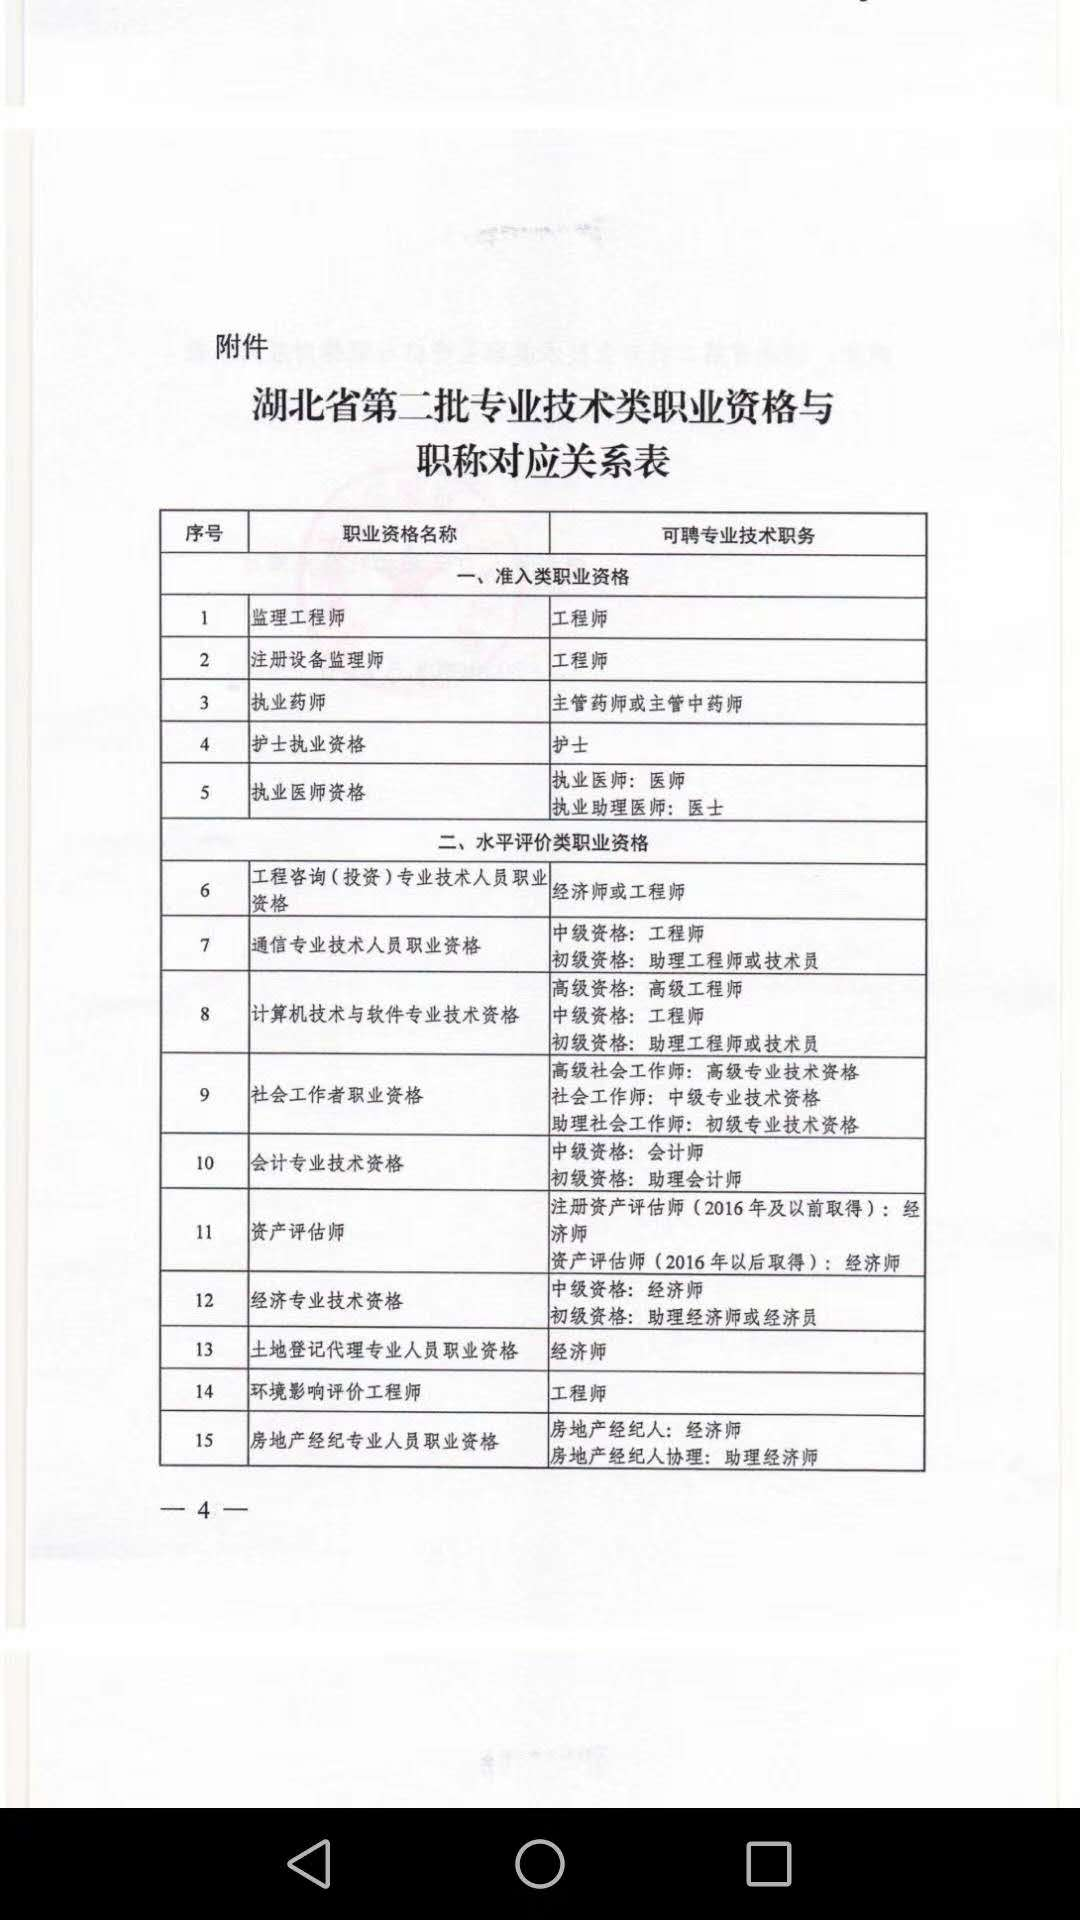 附件
湖北省第二批专业技术类职业资格与
职称对应关系表
序号 职业资格名称 可聘专业技术职务
一、准入类职业资格
1 监理工程师 工程师
2 注册设备监理师 工程师
3 执业药师 主管药师或主管中药师
4 护士执业资格 护士
5 执业医师资格 执业医师：医师
执业助理医师：医士
二、水平评价类职业资格
6 工程咨询（投资）专业技术人员职业
资格 经济师或工程师
7 通信专业技术人员职业资格 中级资格：工程师
初级资格：助理工程师或技术员
8 计算机技术与软件专业技术资格 高级资格：高级工程师
中级资格：工程师
初级资格：助理工程师或技术员
9 社会工作者职业资格 高级社会工作师：高级专业技术资格
社会工作师：中级专业技术资格
助理社会工作师：初级专业技术资格
10 会计专业技术资格 中级资格：会计师
初级资格：助理会计师
11 资产评估师 注册资产评估师（2016年及以前取得）：经
济师
资产评估师（2016年以后取得）：经济师
12 经济专业技术资格 中级资格：经济师
初级资格：助理经济师或经济员
13 土地登记代理专业人员职业资格 经济师
14 环境影响评价工程师 工程师
15 房地产经纪专业人员职业资格 房地产经纪人：经济师
房地产经纪人协理：助理经济师
— 4 —